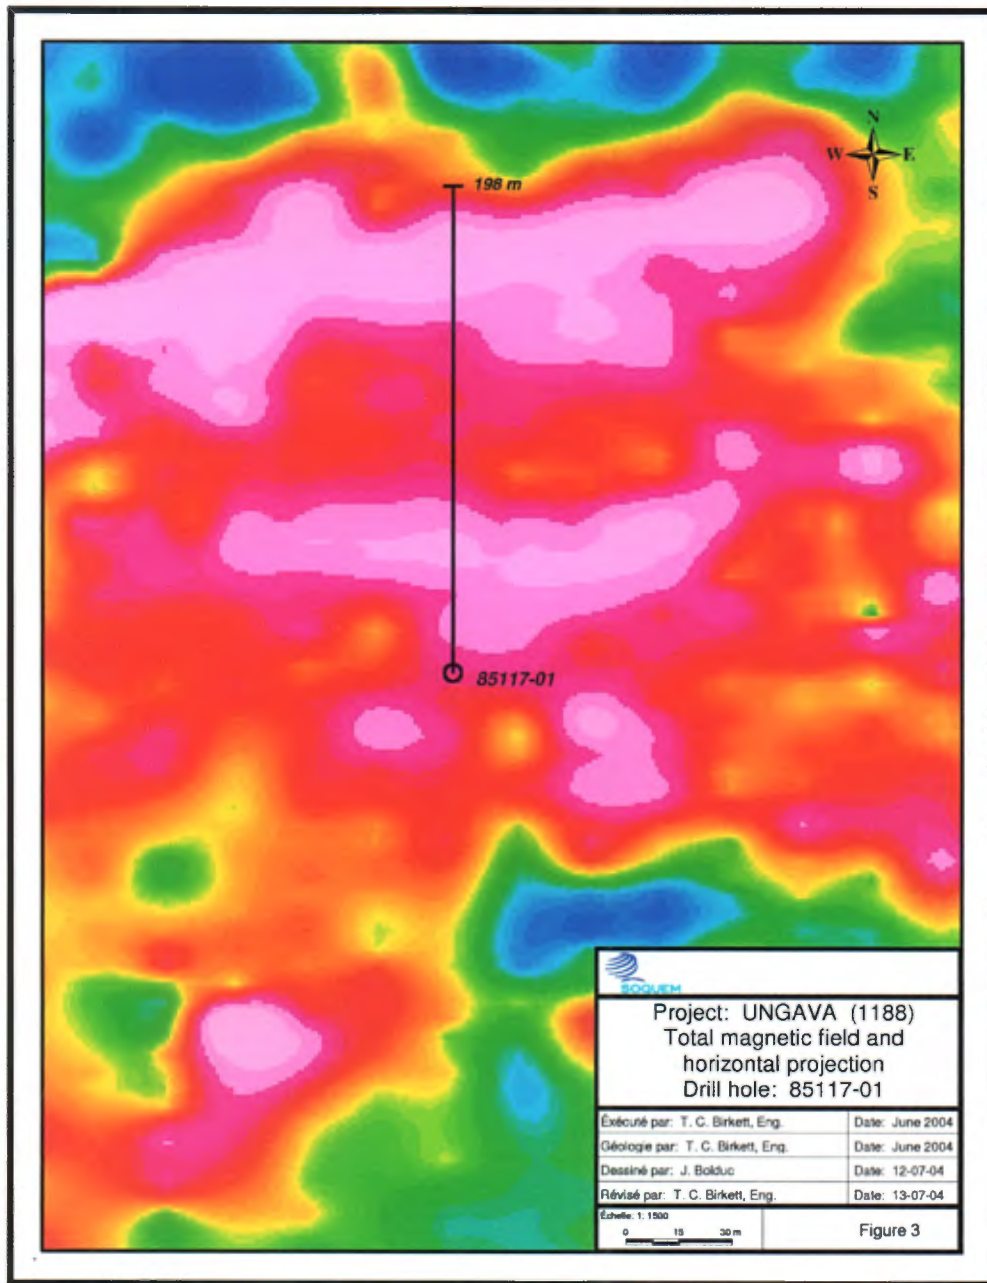 N
W E
S
198 m
85117-01
SOQUEM
Project: UNGAVA (1188)
Total magnetic field and
horizontal projection
Drill hole: 85117-01
Éxécuté par: T. C. Birkett, Eng. Date: June 2004
Géologie par: T. C. Birkett, Eng. Date: June 2004
Dessiné par: J. Bolduc Date: 12-07-04
Révisé par: T. C. Birkett, Eng. Date: 13-07-04
Échelle: 1: 1500
0 15 30 m
Figure 3